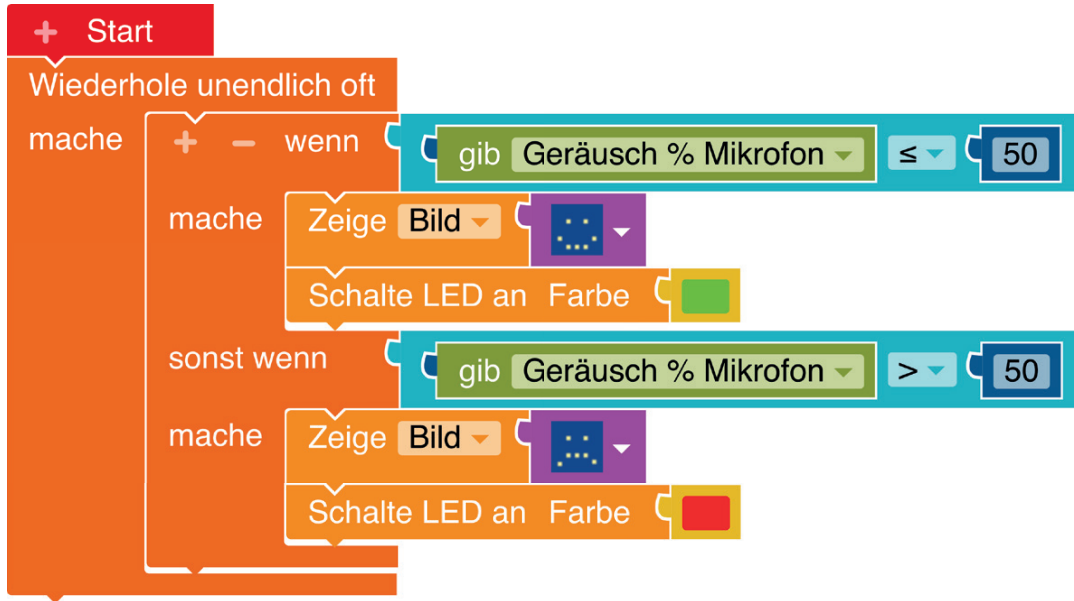 + Start
Wiederhole unendlich oft
mache + − wenn gib Geräusch % Mikrofon ≤ 50
mache Zeige Bild
Schalte LED an Farbe
sonst wenn gib Geräusch % Mikrofon > 50
mache Zeige Bild
Schalte LED an Farbe